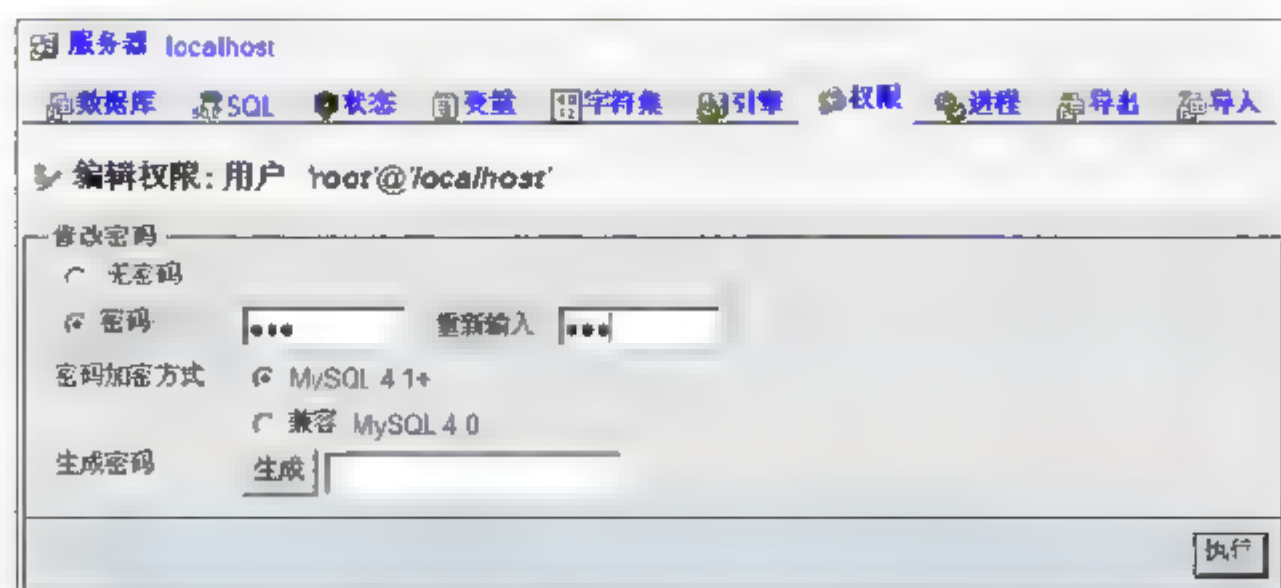 服务器 localhost
数据库 SQL 状态 变量 字符集 引擎 权限 进程 导出 导入
编辑权限: 用户 'root'@'localhost'
修改密码
无密码
密码 ●●● 重新输入 ●●●
密码加密方式 MySQL 4.1+
兼容 MySQL 4.0
生成密码 生成
执行